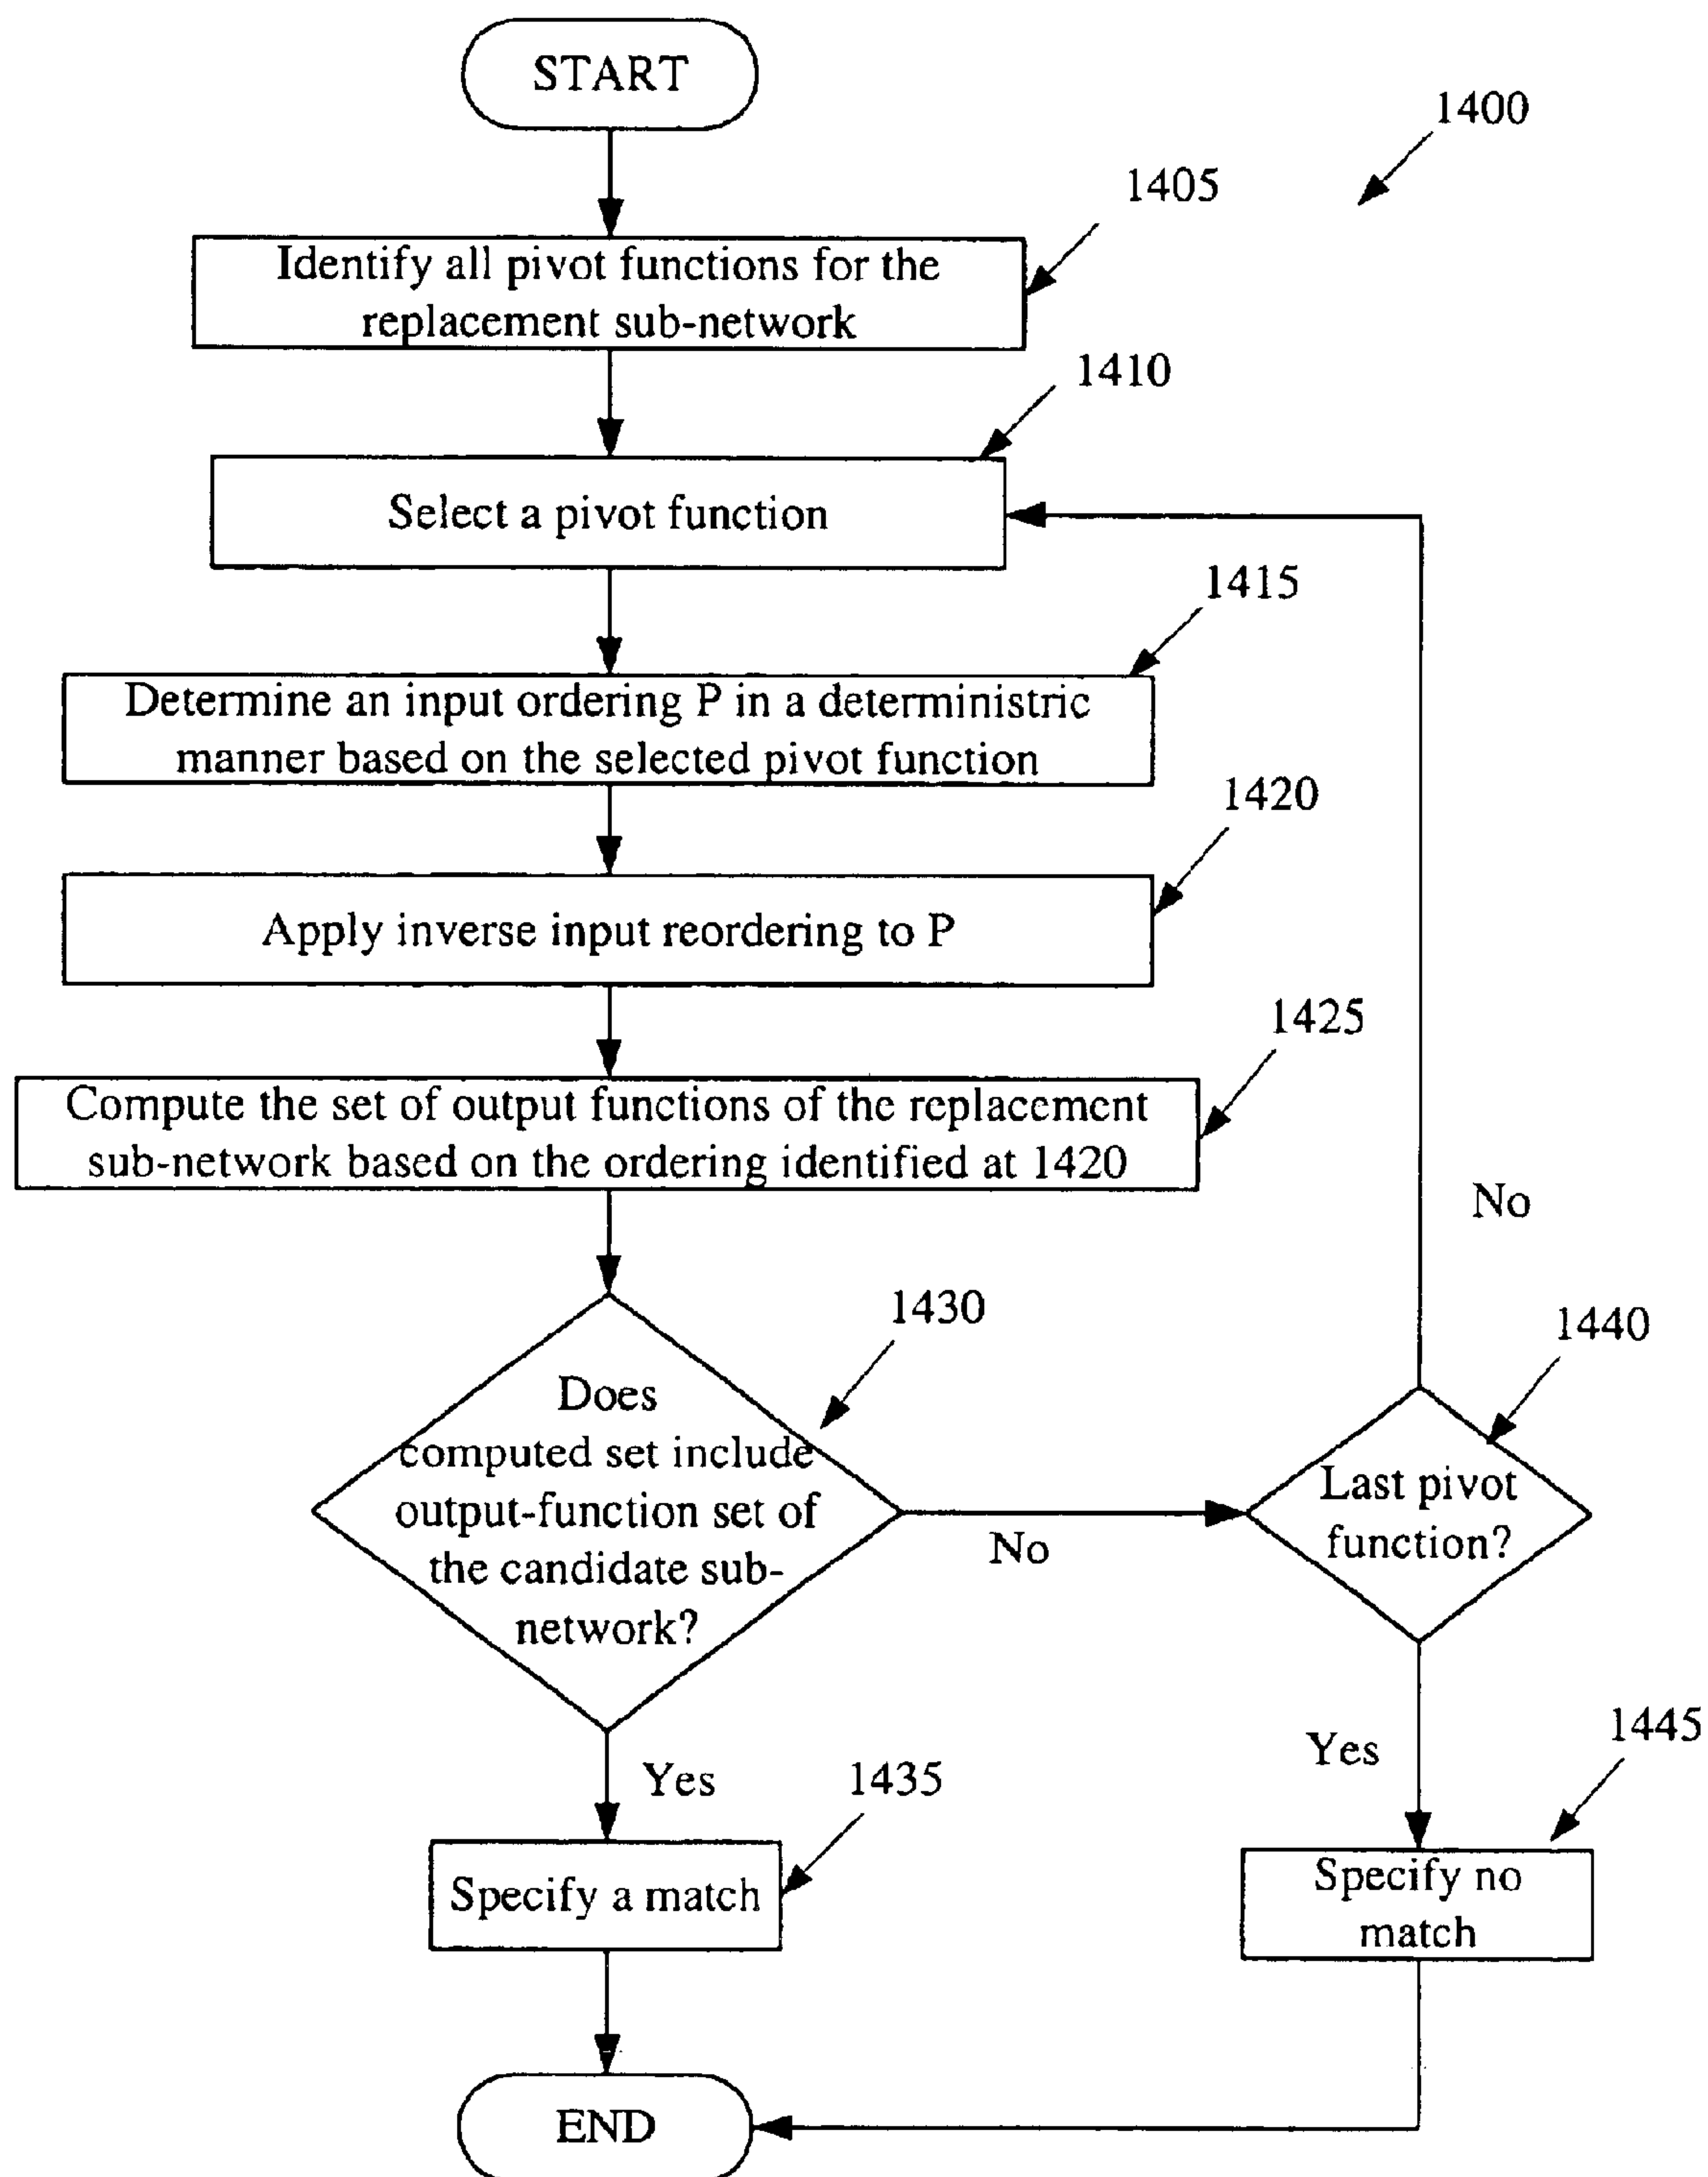 START
1400
1405
Identify all pivot functions for the
replacement sub-network
1410
Select a pivot function
1415
Determine an input ordering P in a deterministric
manner based on the selected pivot function
1420
Apply inverse input reordering to P
1425
Compute the set of output functions of the replacement
sub-network based on the ordering identified at 1420
No
1430
1440
Does
computed set include
output-function set of
the candidate sub-
network?
No
Last pivot
function?
Yes
1435
Yes
1445
Specify a match
Specify no
match
END